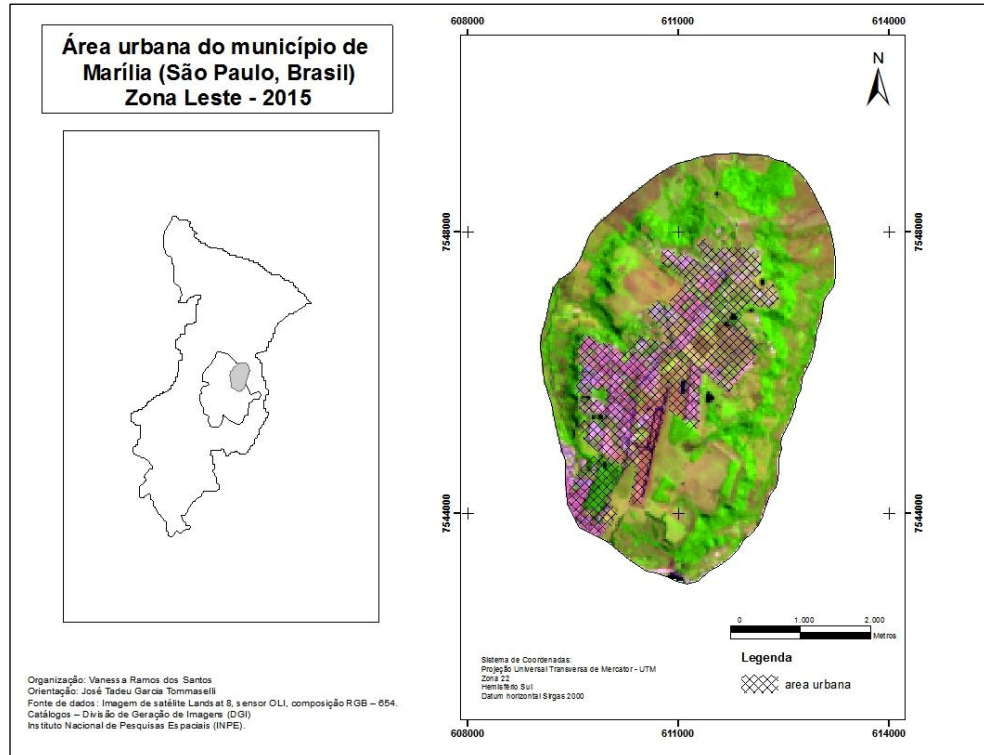 Área urbana do município de
Marília (São Paulo, Brasil)
Zona Leste - 2015
608000
611000
614000
N
7548000
7548000
7544000
7544000
0 1.000 2.000
Metros
Sistema de Coordenadas:
Projeção Universal Transversa de Mercator - UTM
Zona 22
Hemisfério Sul
Datum horizontal Sirgas 2000
Legenda
area urbana
608000
611000
614000
Organização: Vanessa Ramos dos Santos
Orientação: José Tadeu Garcia Tommaselli
Fonte de dados: Imagem de satélite Landsat 8, sensor OLI, composição RGB – 654.
Catálogos – Divisão de Geração de Imagens (DGI)
Instituto Nacional de Pesquisas Espaciais (INPE).